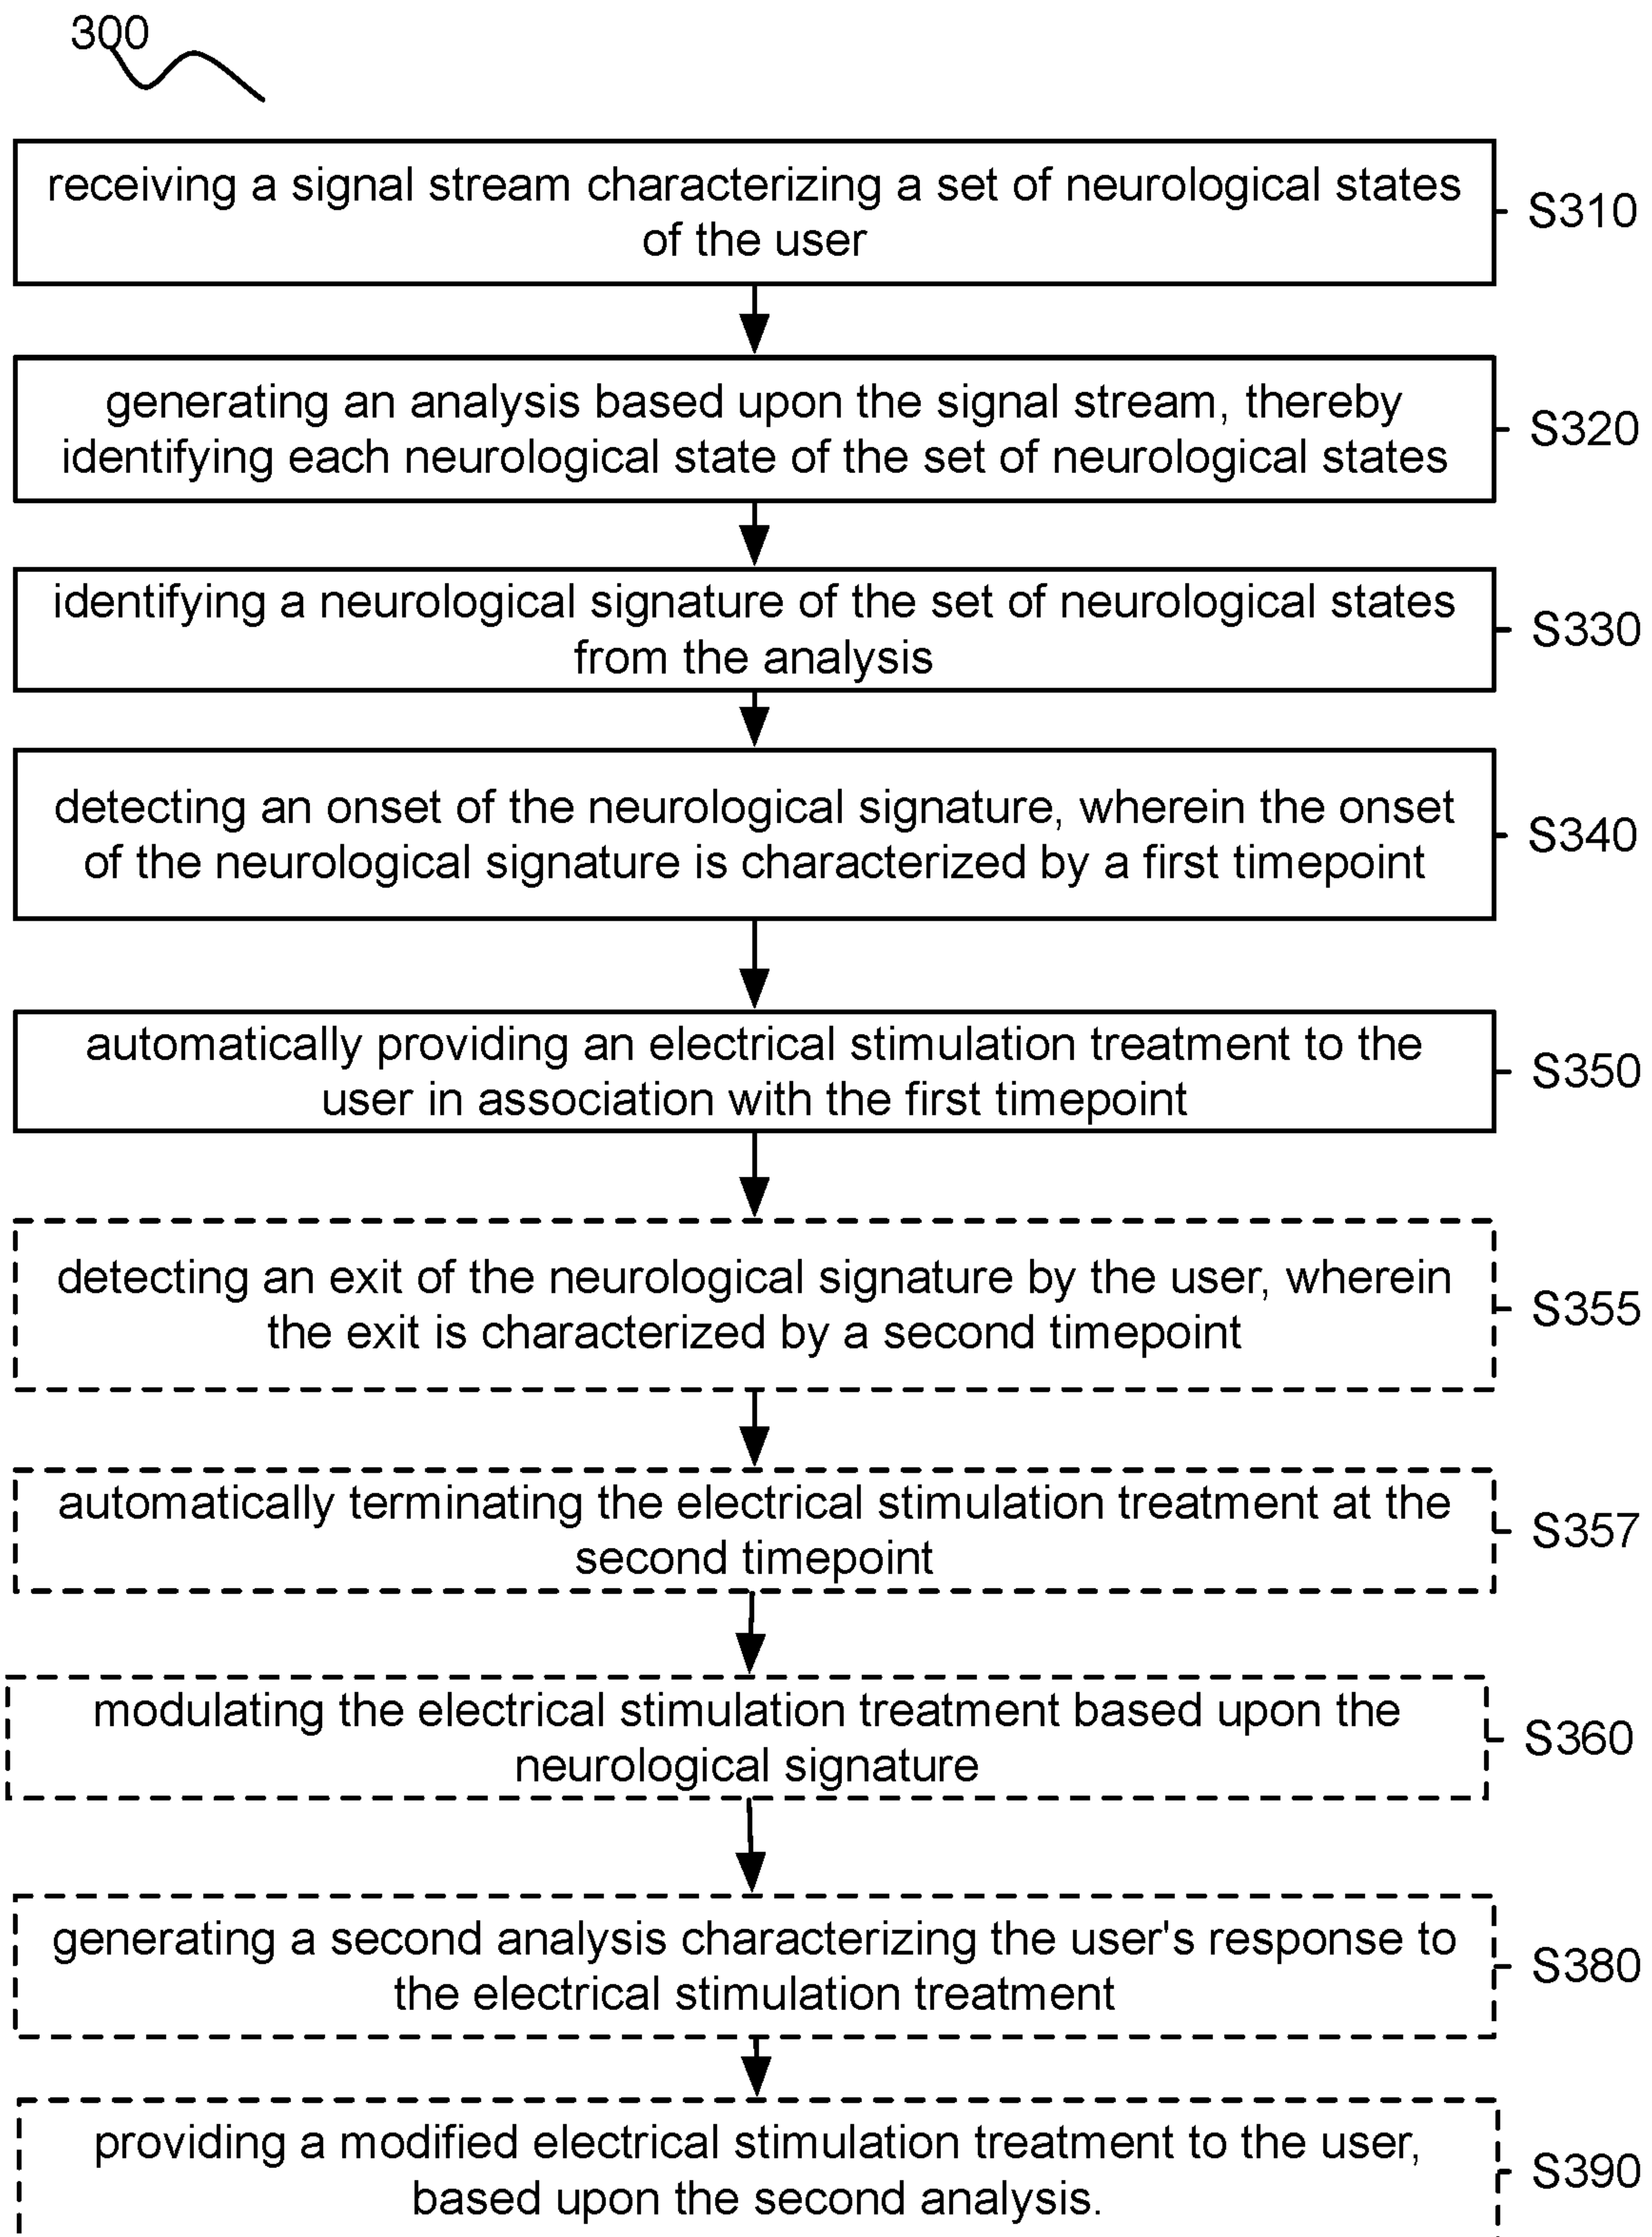 300
receiving a signal stream characterizing a set of neurological states
of the user
S310
generating an analysis based upon the signal stream, thereby
identifying each neurological state of the set of neurological states
S320
identifying a neurological signature of the set of neurological states
from the analysis
S330
detecting an onset of the neurological signature, wherein the onset
of the neurological signature is characterized by a first timepoint
S340
automatically providing an electrical stimulation treatment to the
user in association with the first timepoint
S350
detecting an exit of the neurological signature by the user, wherein
the exit is characterized by a second timepoint
S355
automatically terminating the electrical stimulation treatment at the
second timepoint
S357
modulating the electrical stimulation treatment based upon the
neurological signature
S360
generating a second analysis characterizing the user's response to
the electrical stimulation treatment
S380
providing a modified electrical stimulation treatment to the user,
based upon the second analysis.
S390